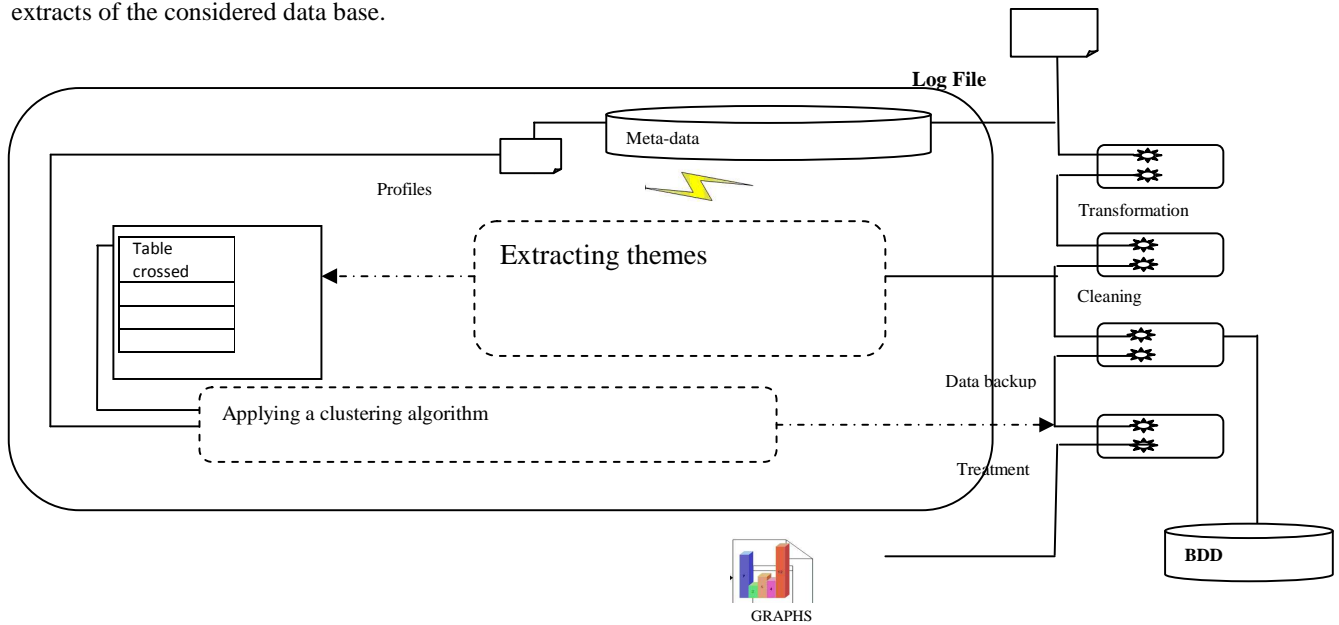 extracts of the considered data base.
Log File
Meta-data
Profiles
Transformation
Table
crossed
Extracting themes
Cleaning
Data backup
Applying a clustering algorithm
Treatment
BDD
GRAPHS